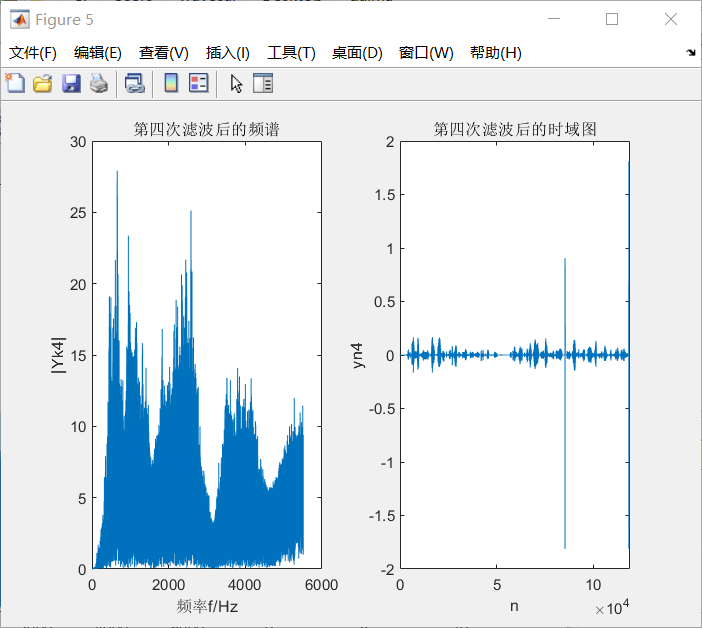 Figure 5
文件(F) 编辑(E) 查看(V) 插入(I) 工具(T) 桌面(D) 窗口(W) 帮助(H)
第四次滤波后的频谱
30
25
20
15
10
5
0
|Yk4|
0 2000 4000 6000
频率f/Hz
第四次滤波后的时域图
2
1.5
1
0.5
0
-0.5
-1
-1.5
-2
yn4
0 5 10
n
×10^4